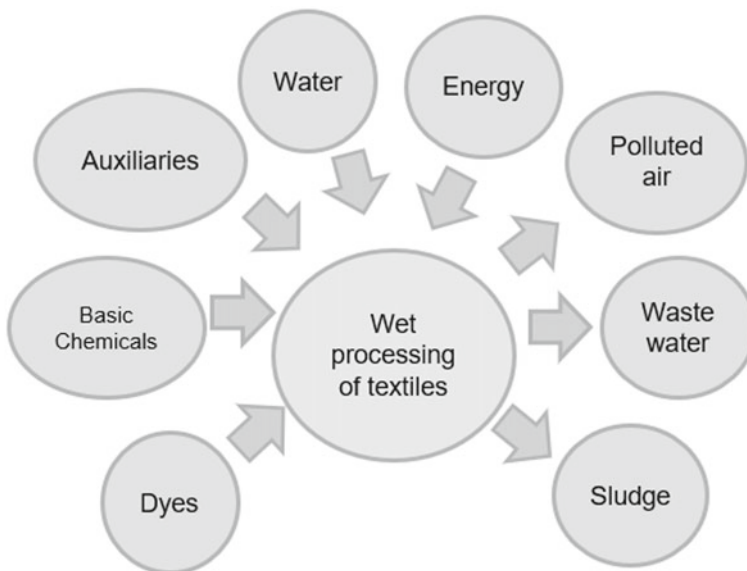 Water
Energy
Auxiliaries
Polluted
air
Basic
Chemicals
Wet
processing
of textiles
Waste
water
Dyes
Sludge